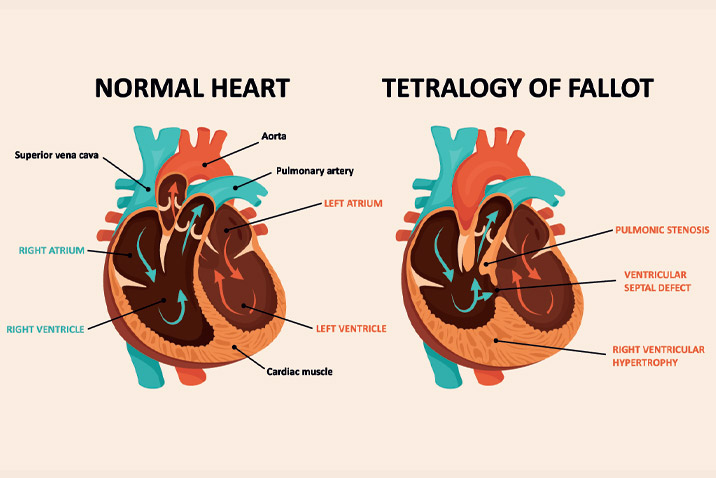 NORMAL HEART
Superior vena cava
Aorta
Pulmonary artery
LEFT ATRIUM
RIGHT ATRIUM
RIGHT VENTRICLE
LEFT VENTRICLE
Cardiac muscle
TETRALOGY OF FALLOT
PULMONIC STENOSIS
VENTRICULAR
SEPTAL DEFECT
RIGHT VENTRICULAR
HYPERTROPHY